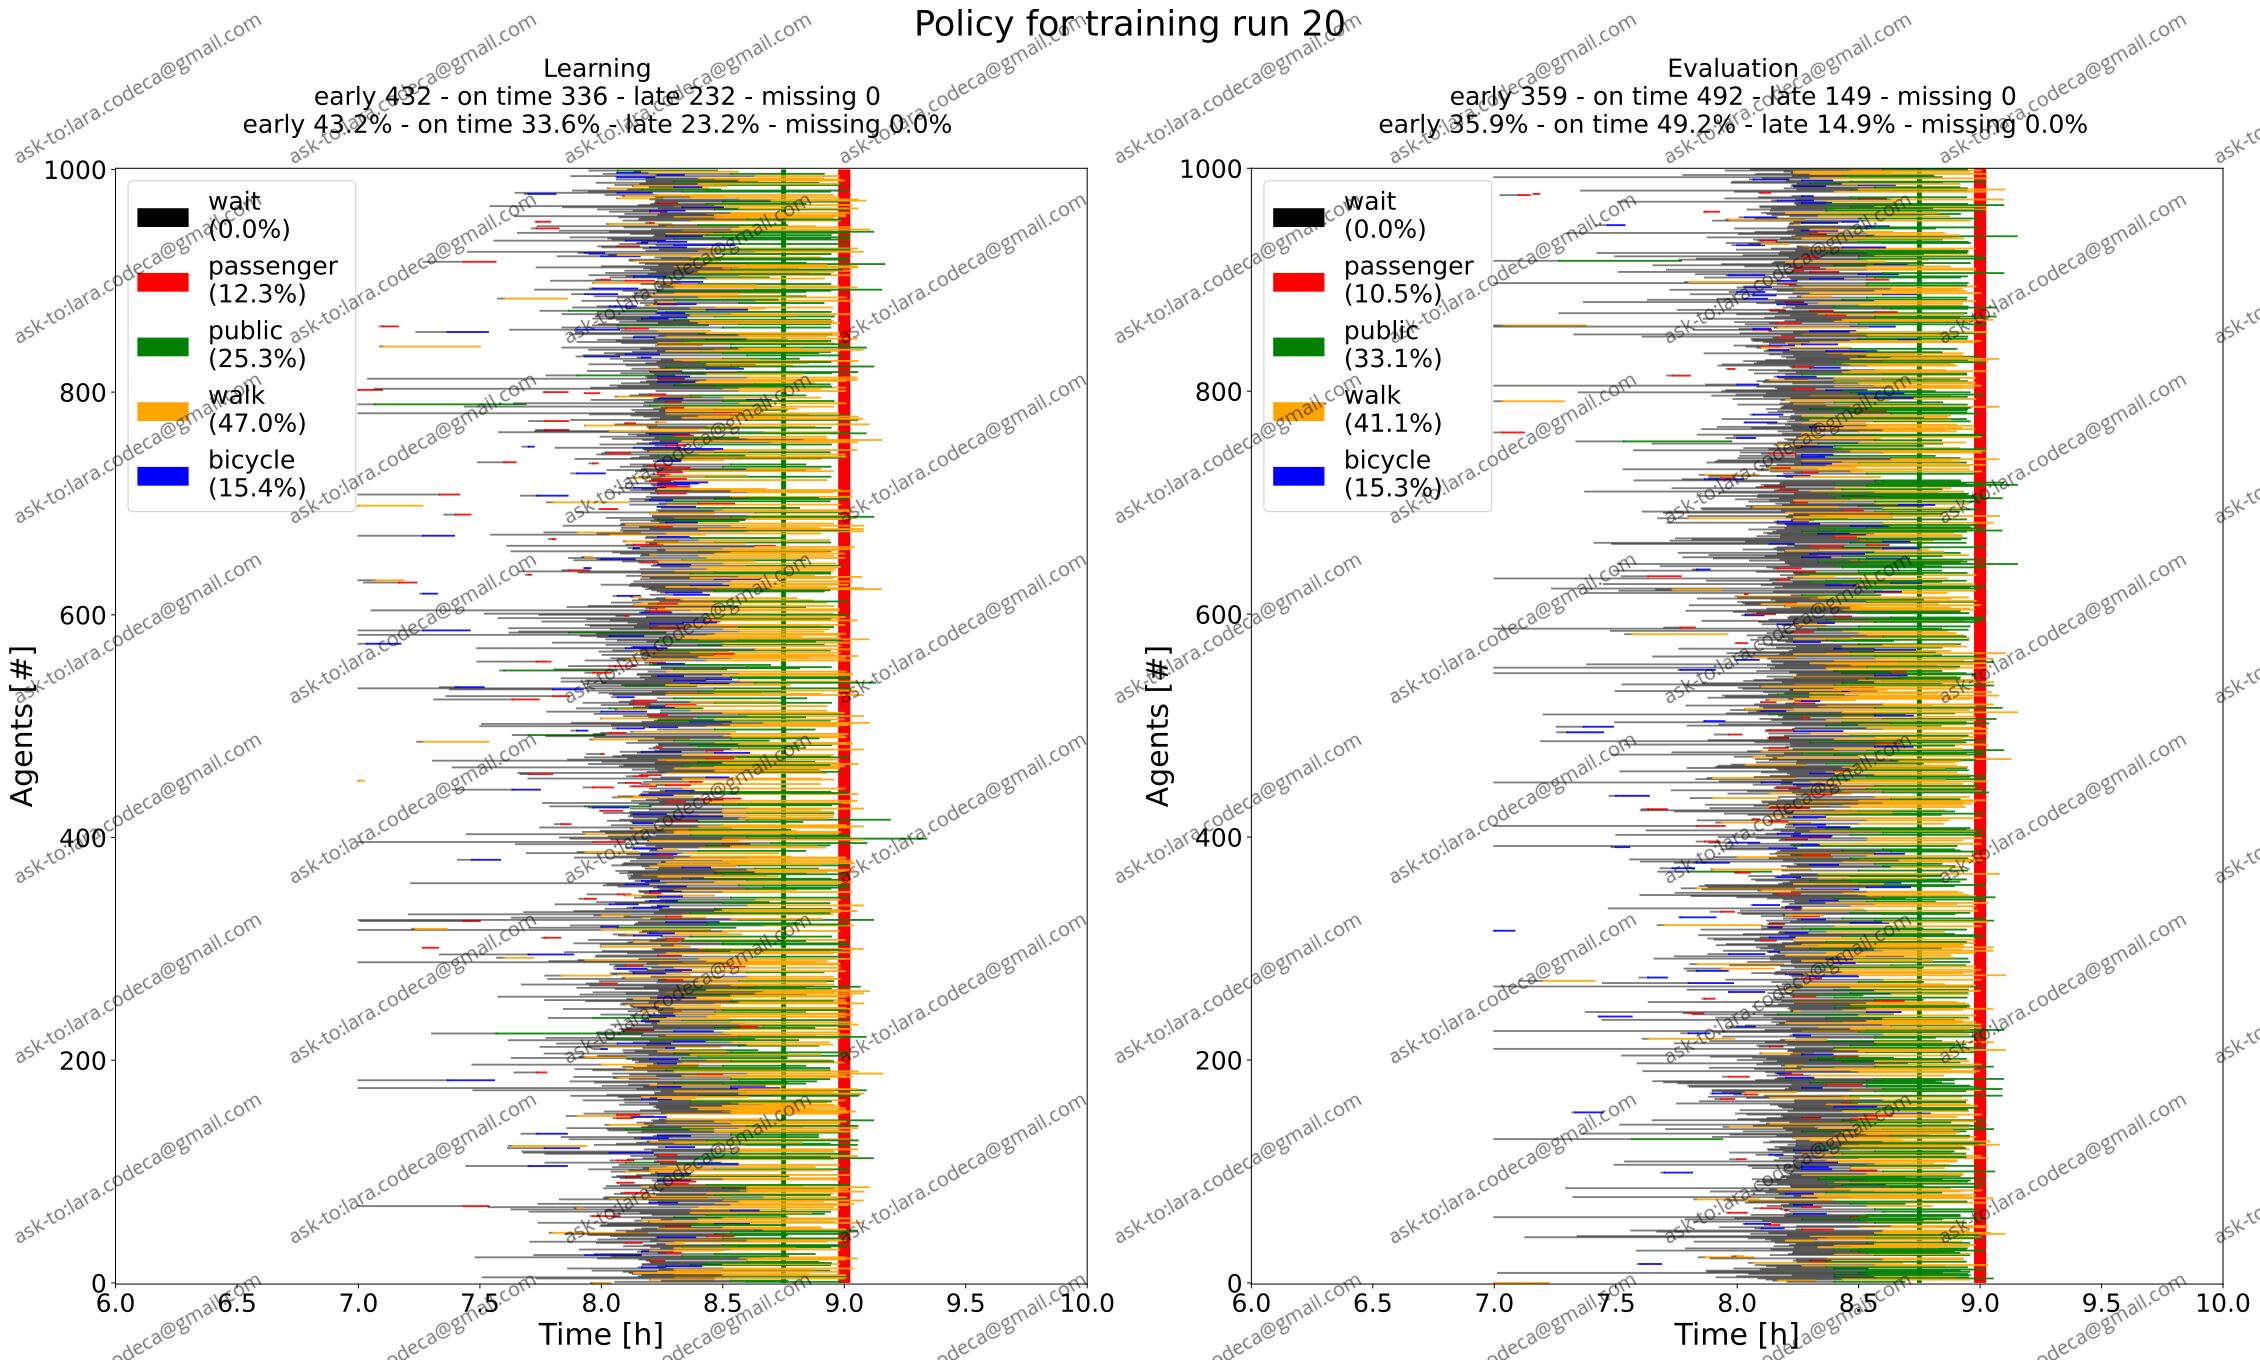 Policy for training run 20
Learning
early 432 - on time 336 - late 232 - missing 0
early 43.2% - on time 33.6% - late 23.2% - missing 0.0%
1000
800
600
400
200
0
Agents [#]
wait
(0.0%)
passenger
(12.3%)
public
(25.3%)
walk
(47.0%)
bicycle
(15.4%)
6.0 6.5 7.0 7.5 8.0 8.5 9.0 9.5 10.0
Time [h]
Evaluation
early 359 - on time 492 - late 149 - missing 0
early 35.9% - on time 49.2% - late 14.9% - missing 0.0%
1000
800
600
400
200
0
Agents [#]
wait
(0.0%)
passenger
(10.5%)
public
(33.1%)
walk
(41.1%)
bicycle
(15.3%)
6.0 6.5 7.0 7.5 8.0 8.5 9.0 9.5 10.0
Time [h]
ask-to:lara.codeca@gmail.com